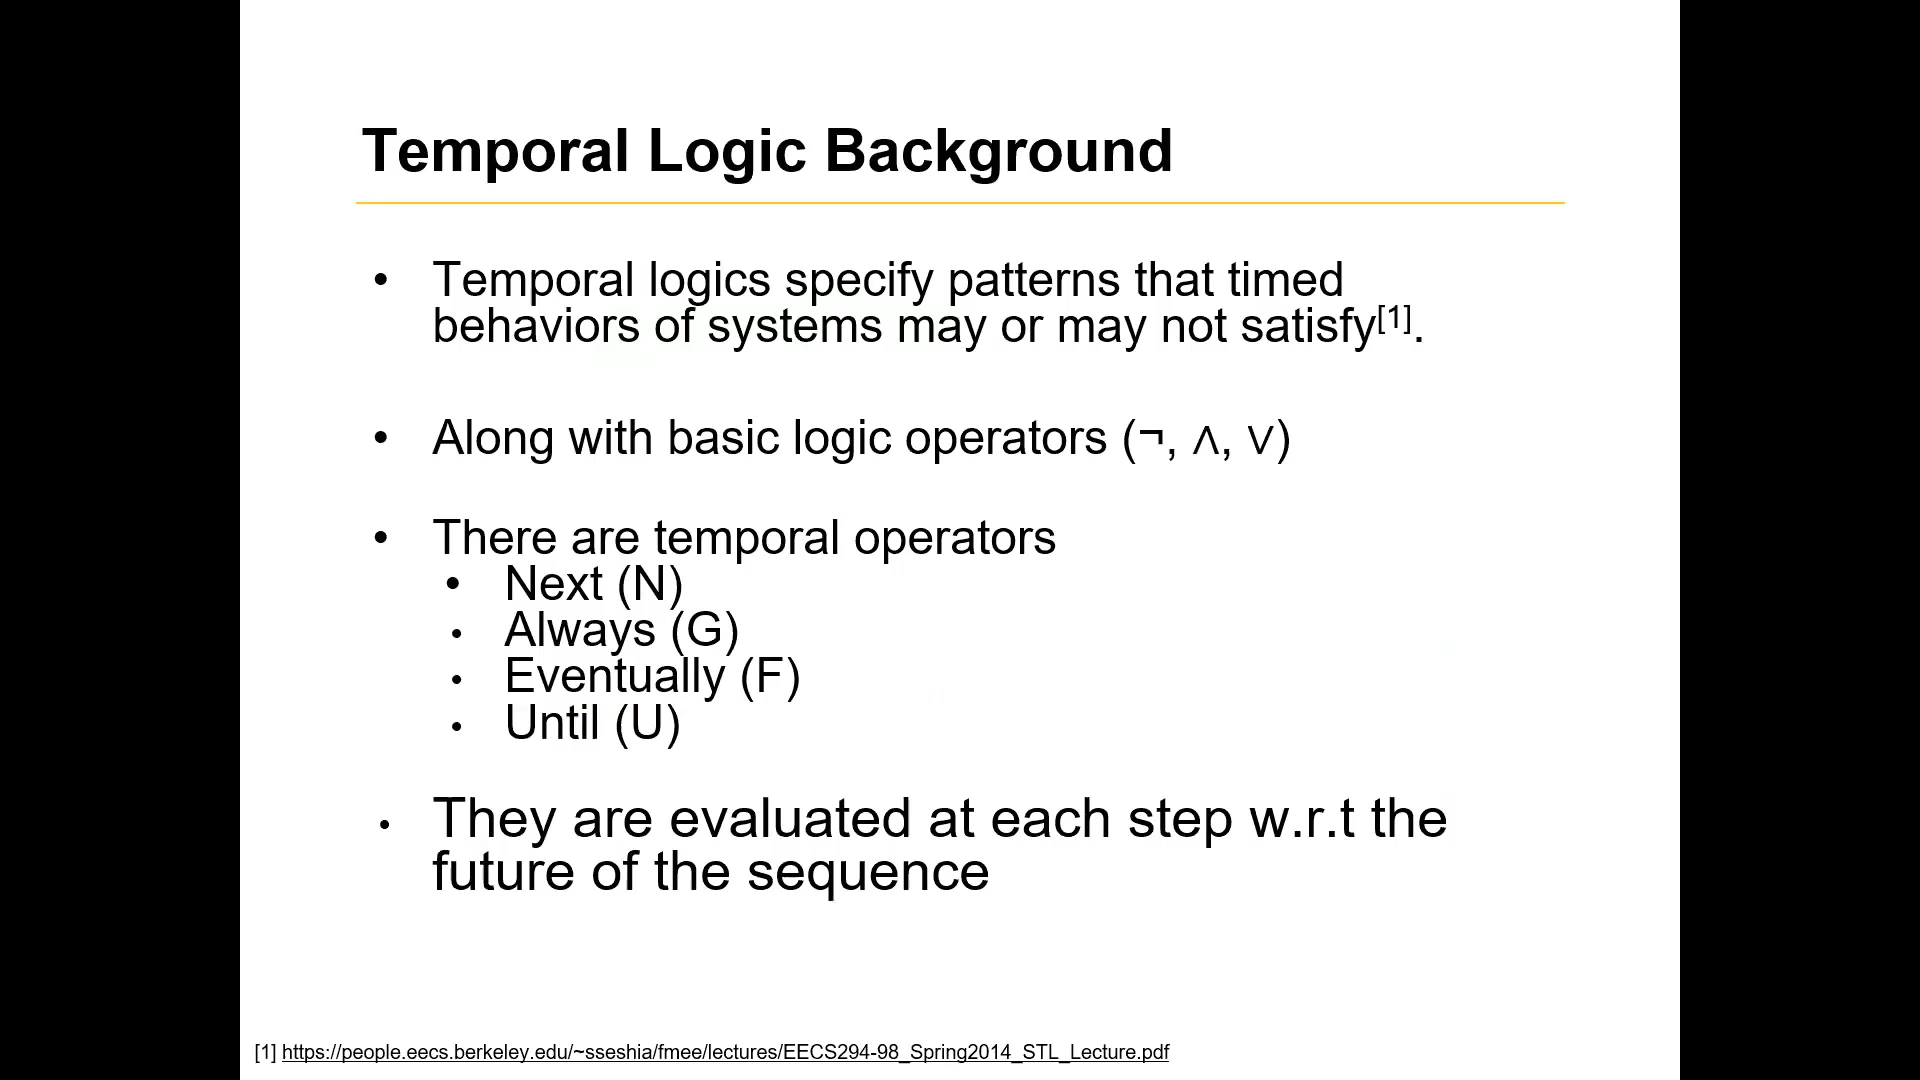 Temporal Logic Background
• Temporal logics specify patterns that timed
behaviors of systems may or may not satisfy[1].
• Along with basic logic operators (¬, ∧, ∨)
• There are temporal operators
• Next (N)
• Always (G)
• Eventually (F)
• Until (U)
• They are evaluated at each step w.r.t the
future of the sequence
[1] https://people.eecs.berkeley.edu/~sseshia/fmee/lectures/EECS294-98_Spring2014_STL_Lecture.pdf